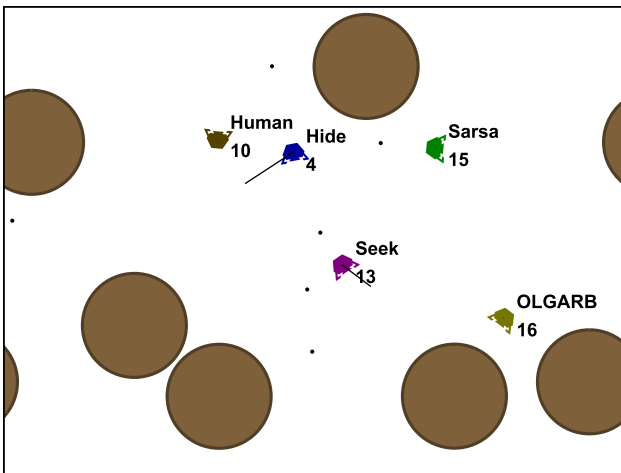 Human
10
Hide
4
Sarsa
15
Seek
13
OLGARB
16